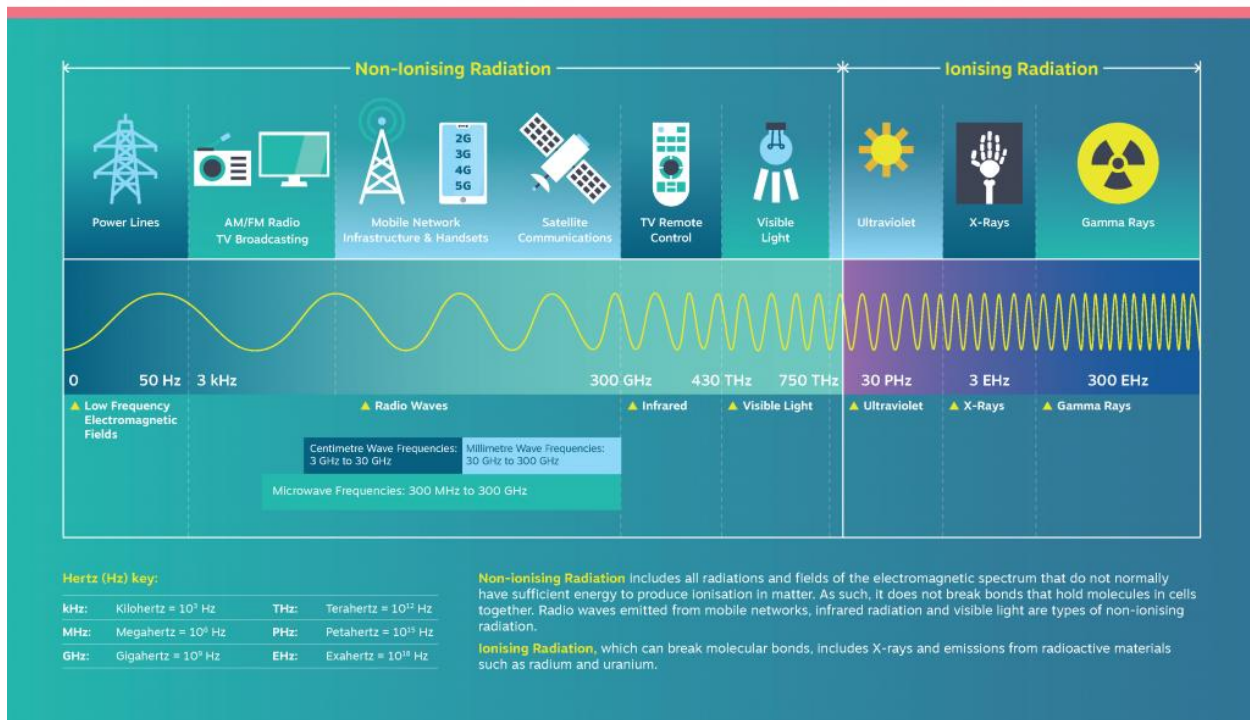 Non-Ionising Radiation
Ionising Radiation
2G
3G
4G
5G
Power Lines
AM/FM Radio
TV Broadcasting
Mobile Network
Infrastructure & Handsets
Satellite
Communications
TV Remote
Control
Visible
Light
Ultraviolet
X-Rays
Gamma Rays
0 50 Hz 3 kHz 300 GHz 430 THz 750 THz 30 PHz 3 EHz 300 EHz
Low Frequency
Electromagnetic
Fields
Radio Waves
Infrared
Visible Light
Ultraviolet
X-Rays
Gamma Rays
Centimetre Wave Frequencies:
3 GHz to 30 GHz
Millimetre Wave Frequencies:
30 GHz to 300 GHz
Microwave Frequencies: 300 MHz to 300 GHz
Hertz (Hz) key:
kHz: Kilohertz = 10³ Hz THz: Terahertz = 10¹² Hz
MHz: Megahertz = 10⁶ Hz PHz: Petahertz = 10¹⁵ Hz
GHz: Gigahertz = 10⁹ Hz EHz: Exahertz = 10¹⁸ Hz
Non-ionising Radiation includes all radiations and fields of the electromagnetic spectrum that do not normally
have sufficient energy to produce ionisation in matter. As such, it does not break bonds that hold molecules in cells
together. Radio waves emitted from mobile networks, infrared radiation and visible light are types of non-ionising
radiation.
Ionising Radiation, which can break molecular bonds, includes X-rays and emissions from radioactive materials
such as radium and uranium.